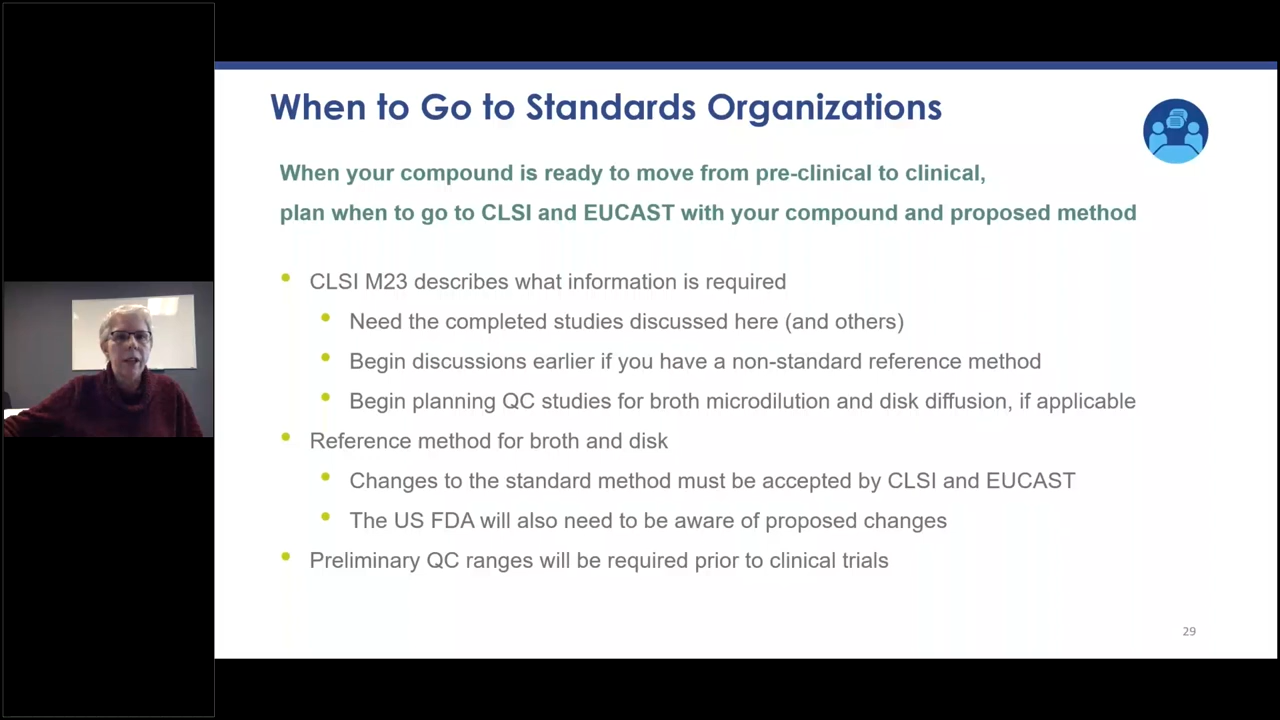 When to Go to Standards Organizations
When your compound is ready to move from pre-clinical to clinical,
plan when to go to CLSI and EUCAST with your compound and proposed method
CLSI M23 describes what information is required
Need the completed studies discussed here (and others)
Begin discussions earlier if you have a non-standard reference method
Begin planning QC studies for broth microdilution and disk diffusion, if applicable
Reference method for broth and disk
Changes to the standard method must be accepted by CLSI and EUCAST
The US FDA will also need to be aware of proposed changes
Preliminary QC ranges will be required prior to clinical trials
29